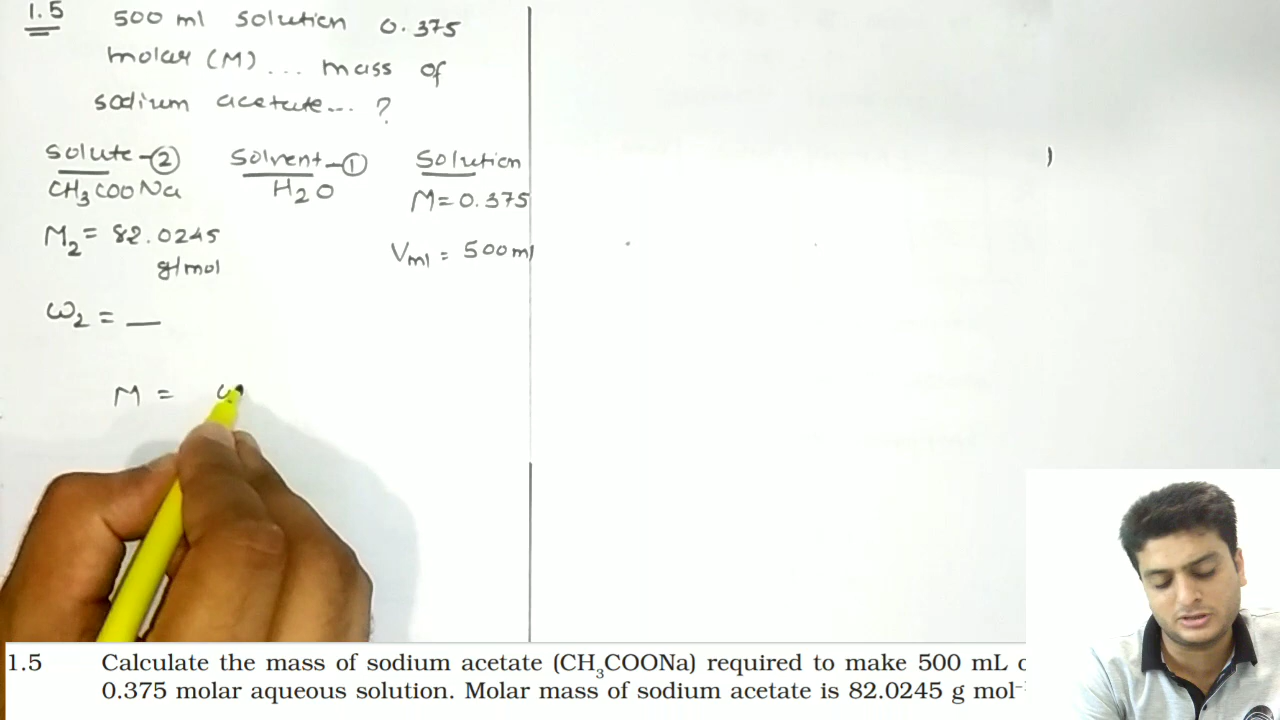 1.5 500 ml solution 0.375
molar (M) ... mass of
sodium acetate... ?
solute-② solvent-① solution
CH₃COONa H₂O M=0.375
M₂ = 82.0245
g/mol
Vml = 500ml
ω₂ = __
M =
1.5 Calculate the mass of sodium acetate (CH₃COONa) required to make 500 mL
0.375 molar aqueous solution. Molar mass of sodium acetate is 82.0245 g mol⁻